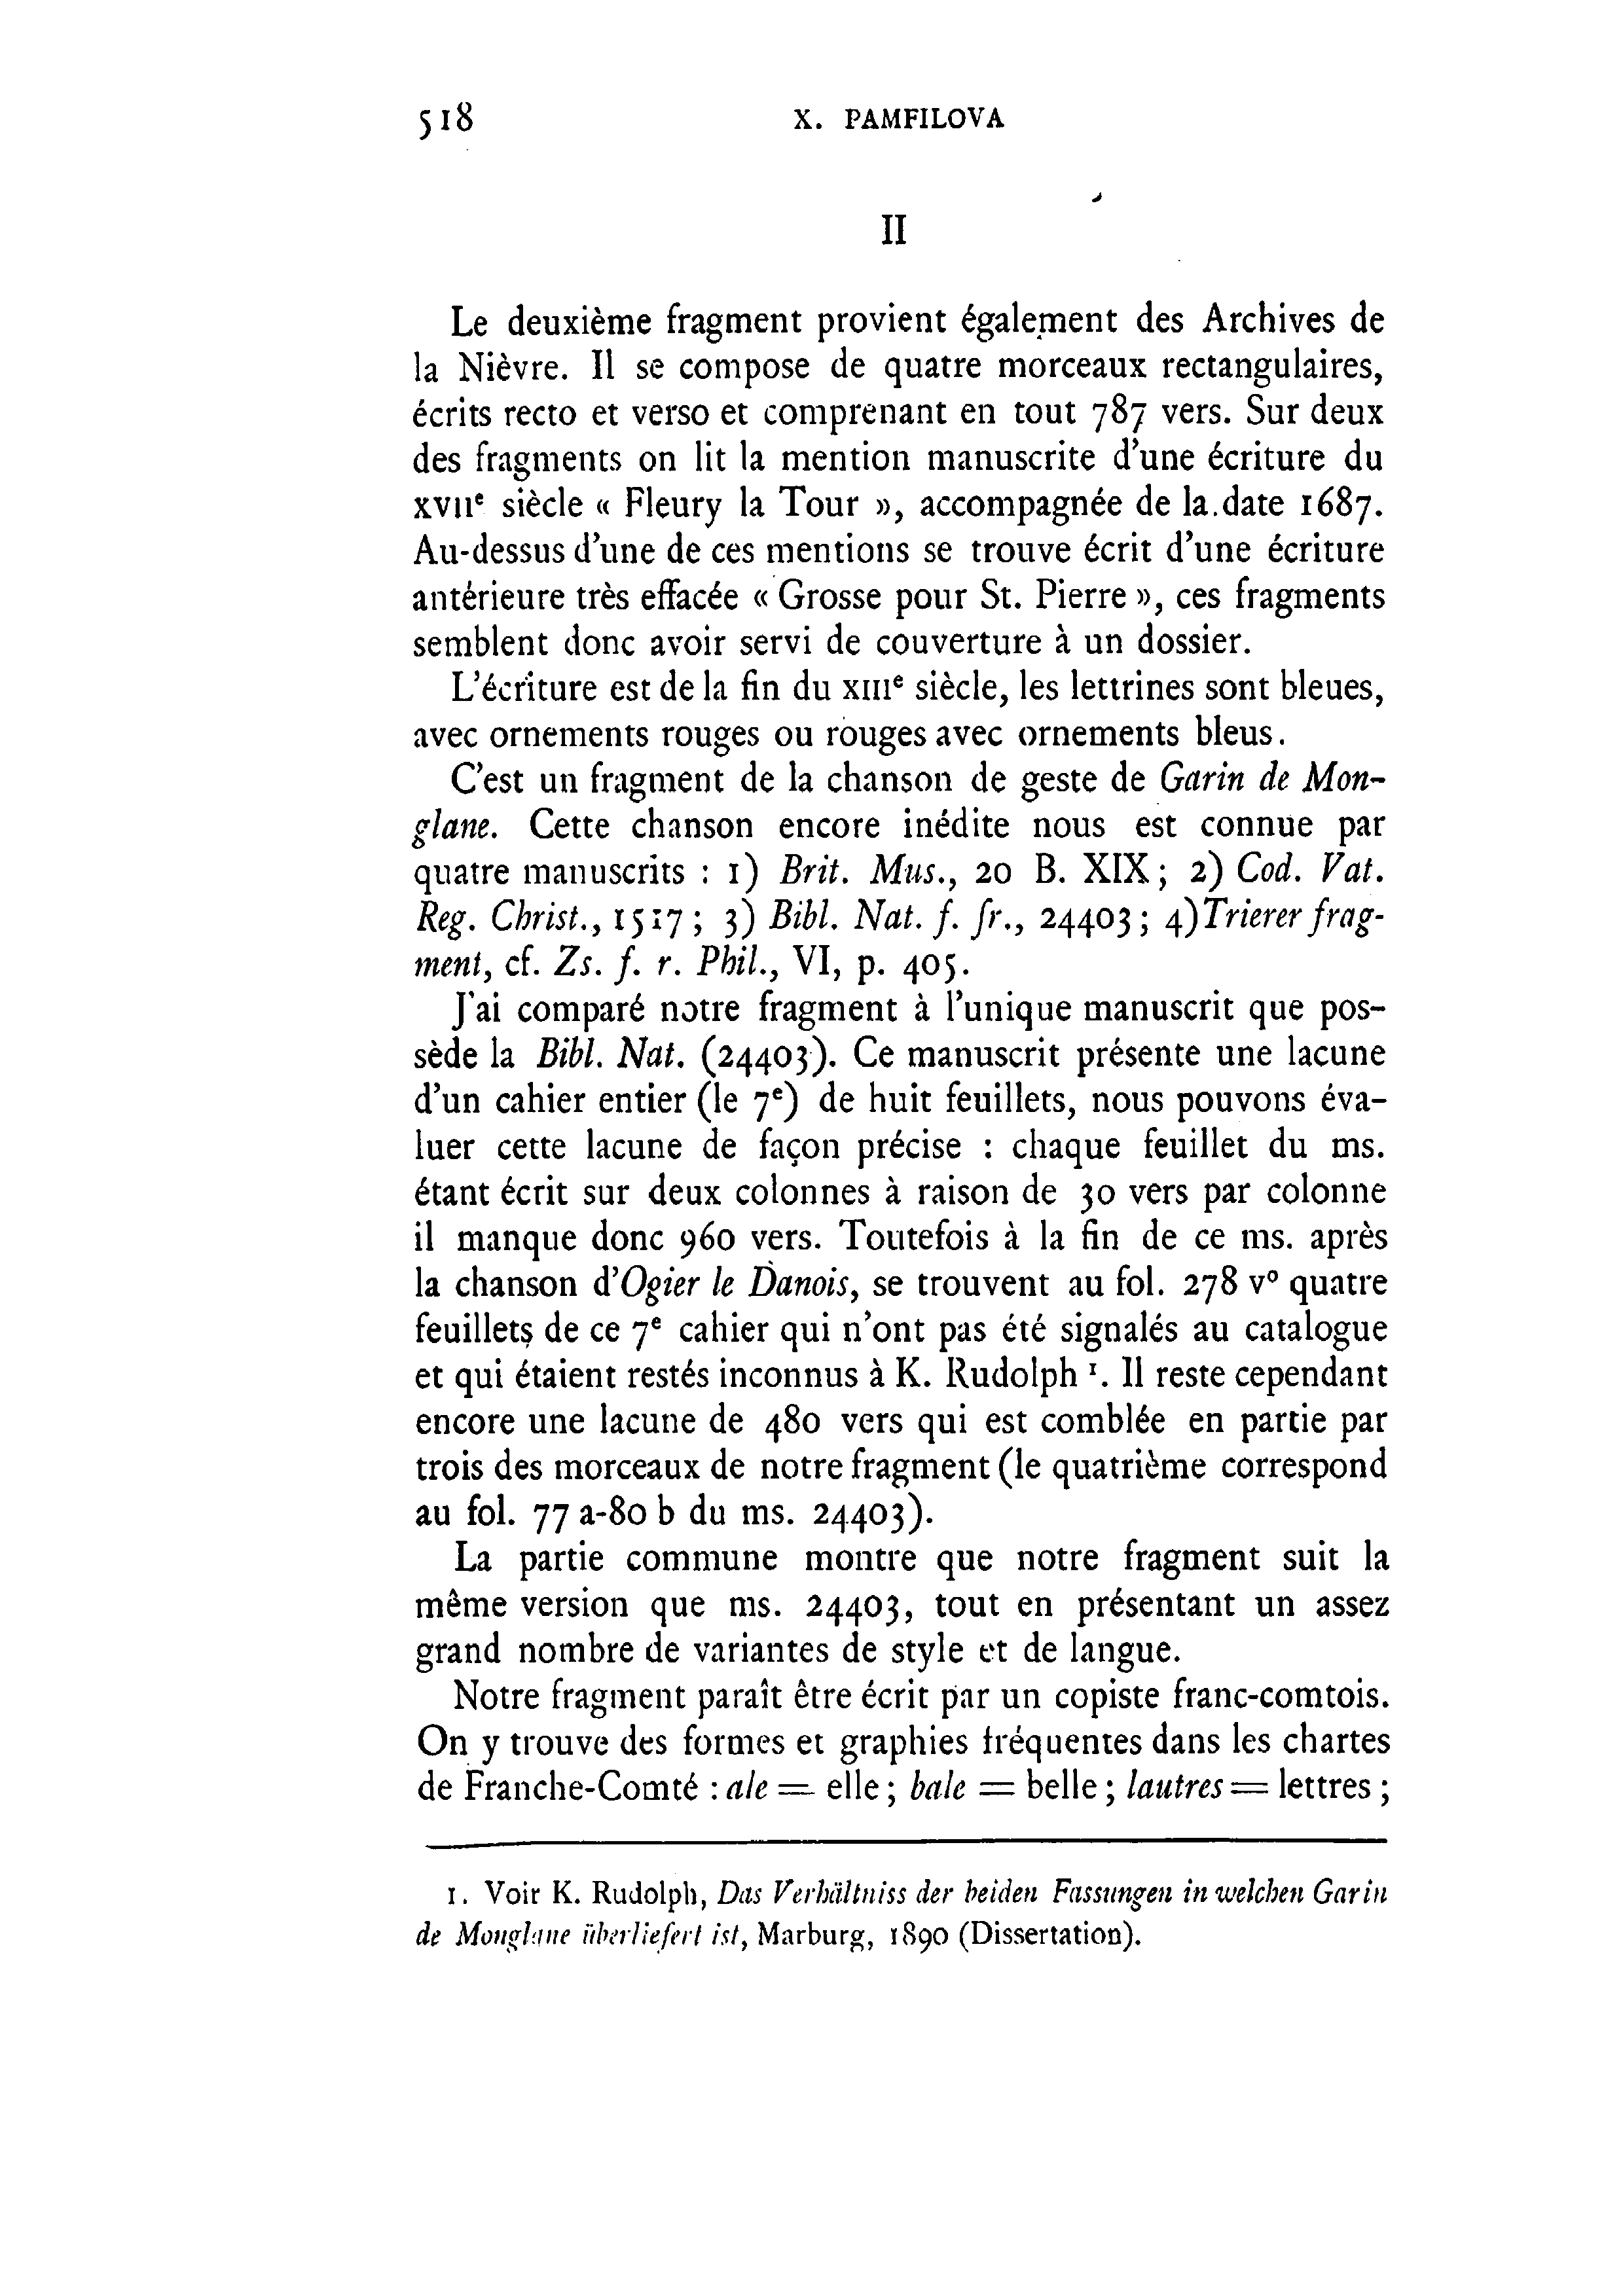 518 X. PAMFILOVA
II
Le deuxième fragment provient également des Archives de
la Nièvre. Il se compose de quatre morceaux rectangulaires,
écrits recto et verso et comprenant en tout 787 vers. Sur deux
des fragments on lit la mention manuscrite d'une écriture du
XVIIᵉ siècle « Fleury la Tour », accompagnée de la date 1687.
Au-dessus d'une de ces mentions se trouve écrit d'une écriture
antérieure très effacée « Grosse pour St. Pierre », ces fragments
semblent donc avoir servi de couverture à un dossier.
L'écriture est de la fin du XIIIᵉ siècle, les lettrines sont bleues,
avec ornements rouges ou rouges avec ornements bleus.
C'est un fragment de la chanson de geste de Garin de Mon-
glane. Cette chanson encore inédite nous est connue par
quatre manuscrits : 1) Brit. Mus., 20 B. XIX ; 2) Cod. Vat.
Reg. Christ., 1517 ; 3) Bibl. Nat. f. fr., 24403 ; 4) Trierer frag-
ment, cf. Zs. f. r. Phil., VI, p. 405.
J'ai comparé notre fragment à l'unique manuscrit que pos-
sède la Bibl. Nat. (24403). Ce manuscrit présente une lacune
d'un cahier entier (le 7ᵉ) de huit feuillets, nous pouvons éva-
luer cette lacune de façon précise : chaque feuillet du ms.
étant écrit sur deux colonnes à raison de 30 vers par colonne
il manque donc 960 vers. Toutefois à la fin de ce ms. après
la chanson d'Ogier le Danois, se trouvent au fol. 278 vº quatre
feuillets de ce 7ᵉ cahier qui n'ont pas été signalés au catalogue
et qui étaient restés inconnus à K. Rudolph ¹. Il reste cependant
encore une lacune de 480 vers qui est comblée en partie par
trois des morceaux de notre fragment (le quatrième correspond
au fol. 77 a-80 b du ms. 24403).
La partie commune montre que notre fragment suit la
même version que ms. 24403, tout en présentant un assez
grand nombre de variantes de style et de langue.
Notre fragment paraît être écrit par un copiste franc-comtois.
On y trouve des formes et graphies fréquentes dans les chartes
de Franche-Comté : ale = elle ; bale = belle ; lautres = lettres ;
1. Voir K. Rudolph, Das Verhältniss der beiden Fassungen in welchen Garin
de Monglane überliefert ist, Marburg, 1890 (Dissertation).